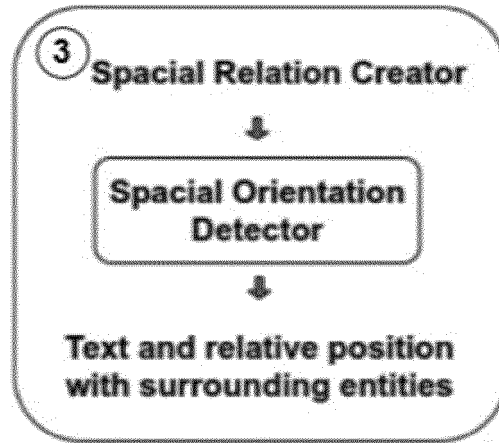 3
Spacial Relation Creator
Spacial Orientation
Detector
Text and relative position
with surrounding entities